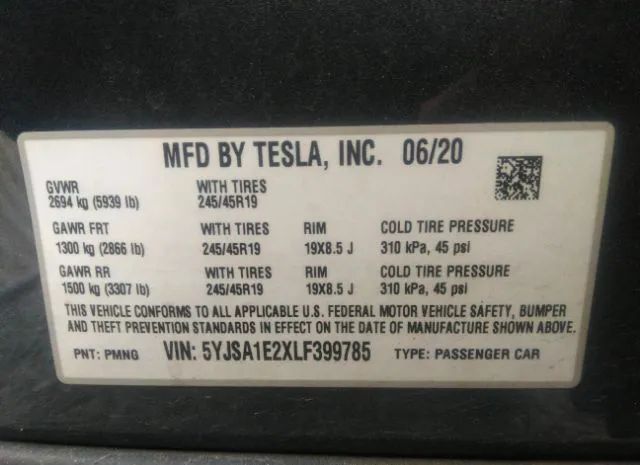 MFD BY TESLA, INC. 06/20
GVWR WITH TIRES
2694 kg (5939 lb) 245/45R19
GAWR FRT WITH TIRES RIM COLD TIRE PRESSURE
1300 kg (2866 lb) 245/45R19 19X8.5 J 310 kPa, 45 psi
GAWR RR WITH TIRES RIM COLD TIRE PRESSURE
1500 kg (3307 lb) 245/45R19 19X8.5 J 310 kPa, 45 psi
THIS VEHICLE CONFORMS TO ALL APPLICABLE U.S. FEDERAL MOTOR VEHICLE SAFETY, BUMPER
AND THEFT PREVENTION STANDARDS IN EFFECT ON THE DATE OF MANUFACTURE SHOWN ABOVE.
PNT: PMNG VIN: 5YJSA1E2XLF399785 TYPE: PASSENGER CAR